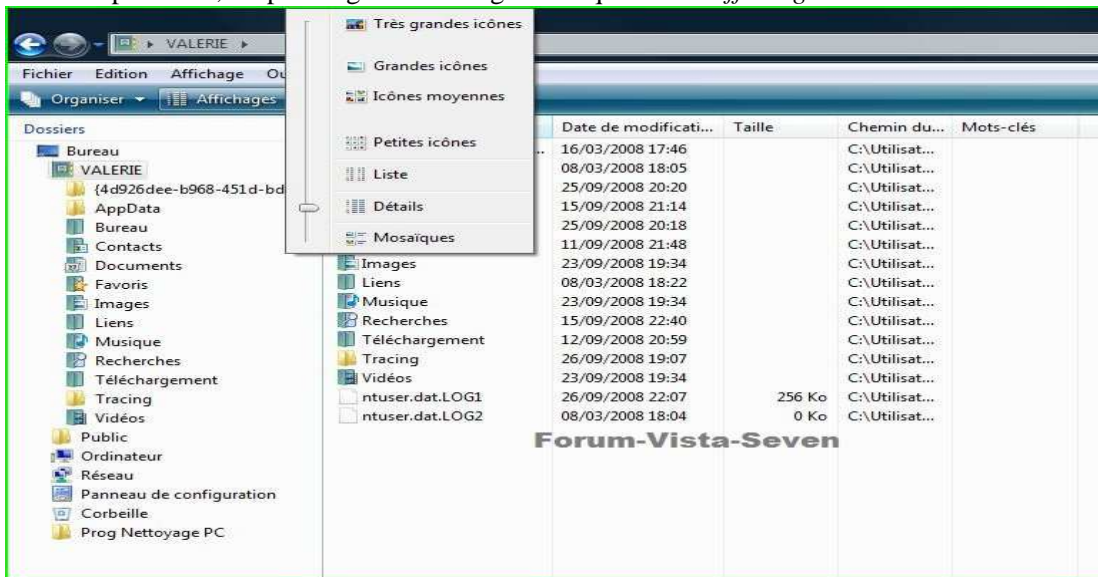 Très grandes icônes
Grandes icônes
Icônes moyennes
Petites icônes
Liste
Détails
Mosaïques
VALERIE
Fichier Edition Affichage
Organiser Affichages
Dossiers
Bureau
VALERIE
{4d926dee-b968-451d-bd
AppData
Bureau
Contacts
Documents
Favoris
Images
Liens
Musique
Recherches
Téléchargement
Tracing
Vidéos
Public
Ordinateur
Réseau
Panneau de configuration
Corbeille
Prog Nettoyage PC
Date de modificati... Taille Chemin du... Mots-clés
... 16/03/2008 17:46 C:\Utilisat...
08/03/2008 18:05 C:\Utilisat...
25/09/2008 20:20 C:\Utilisat...
15/09/2008 21:14 C:\Utilisat...
25/09/2008 20:18 C:\Utilisat...
11/09/2008 21:48 C:\Utilisat...
Images 23/09/2008 19:34 C:\Utilisat...
Liens 08/03/2008 18:22 C:\Utilisat...
Musique 23/09/2008 19:34 C:\Utilisat...
Recherches 15/09/2008 22:40 C:\Utilisat...
Téléchargement 12/09/2008 20:59 C:\Utilisat...
Tracing 26/09/2008 19:07 C:\Utilisat...
Vidéos 23/09/2008 19:34 C:\Utilisat...
ntuser.dat.LOG1 26/09/2008 22:07 256 Ko C:\Utilisat...
ntuser.dat.LOG2 08/03/2008 18:04 0 Ko C:\Utilisat...
Forum-Vista-Seven